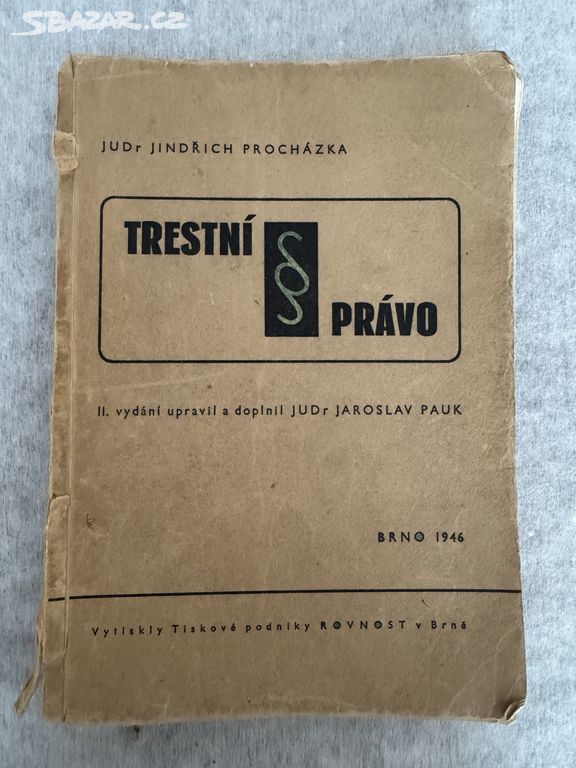 SBAZAR.CZ
JUDr JINDŘICH PROCHÁZKA
TRESTNÍ
§
PRÁVO
II. vydání upravil a doplnil JUDr JAROSLAV PAUK
BRNO 1946
Vytiskly Tiskové podniky ROVNOST v Brně